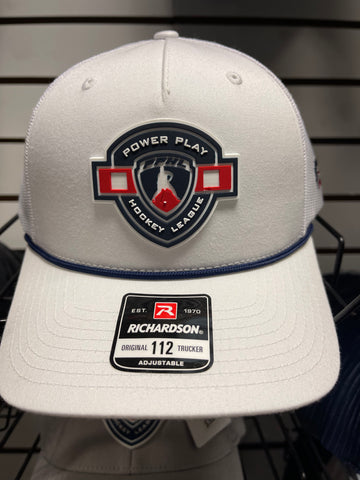 POWER PLAY
PPHL
HOCKEY LEAGUE
EST. 1970
R
RICHARDSON®
ORIGINAL 112 TRUCKER
ADJUSTABLE